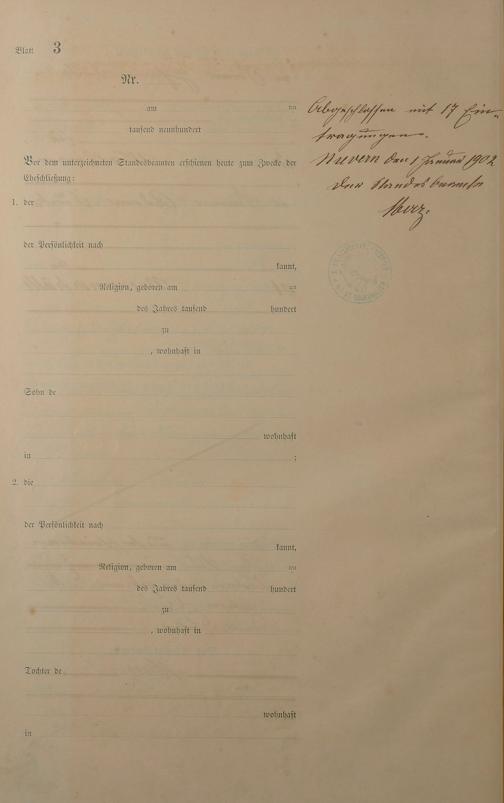 Blatt 3
Nr.
am ten
tausend neunhundert
Vor dem unterzeichneten Standesbeamten erschienen heute zum Zwecke der
Eheschließung:
1. der
der Persönlichkeit nach
kannt,
Religion, geboren am ten
des Jahres tausend hundert
zu
, wohnhaft in
Sohn de
wohnhaft
in ;
2. die
der Persönlichkeit nach
kannt,
Religion, geboren am ten
des Jahres tausend hundert
zu
, wohnhaft in
Tochter de
wohnhaft
in
Abgeschlossen mit 17 Ein-
tragungen.
den 1 Januar 1902
Der Standesbeamte